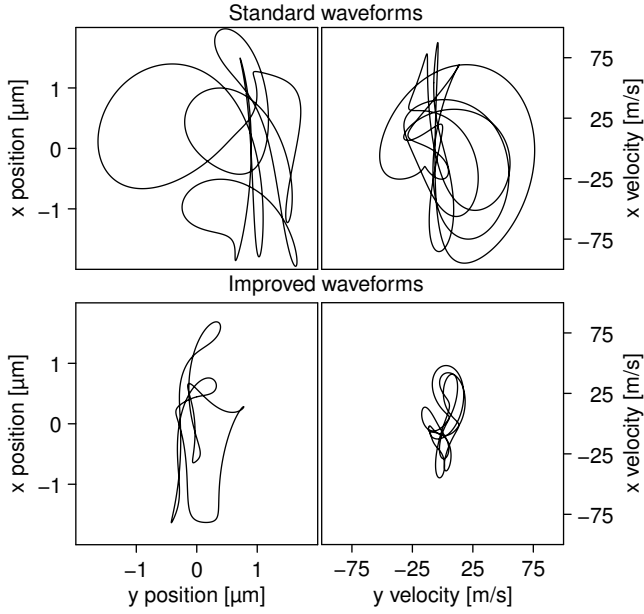 Standard waveforms
x position [µm]
1
0
−1
75
25
−25
−75
x velocity [m/s]
Improved waveforms
x position [µm]
1
0
−1
75
25
−25
−75
x velocity [m/s]
−1 0 1
−75 −25 25 75
y position [µm]
y velocity [m/s]